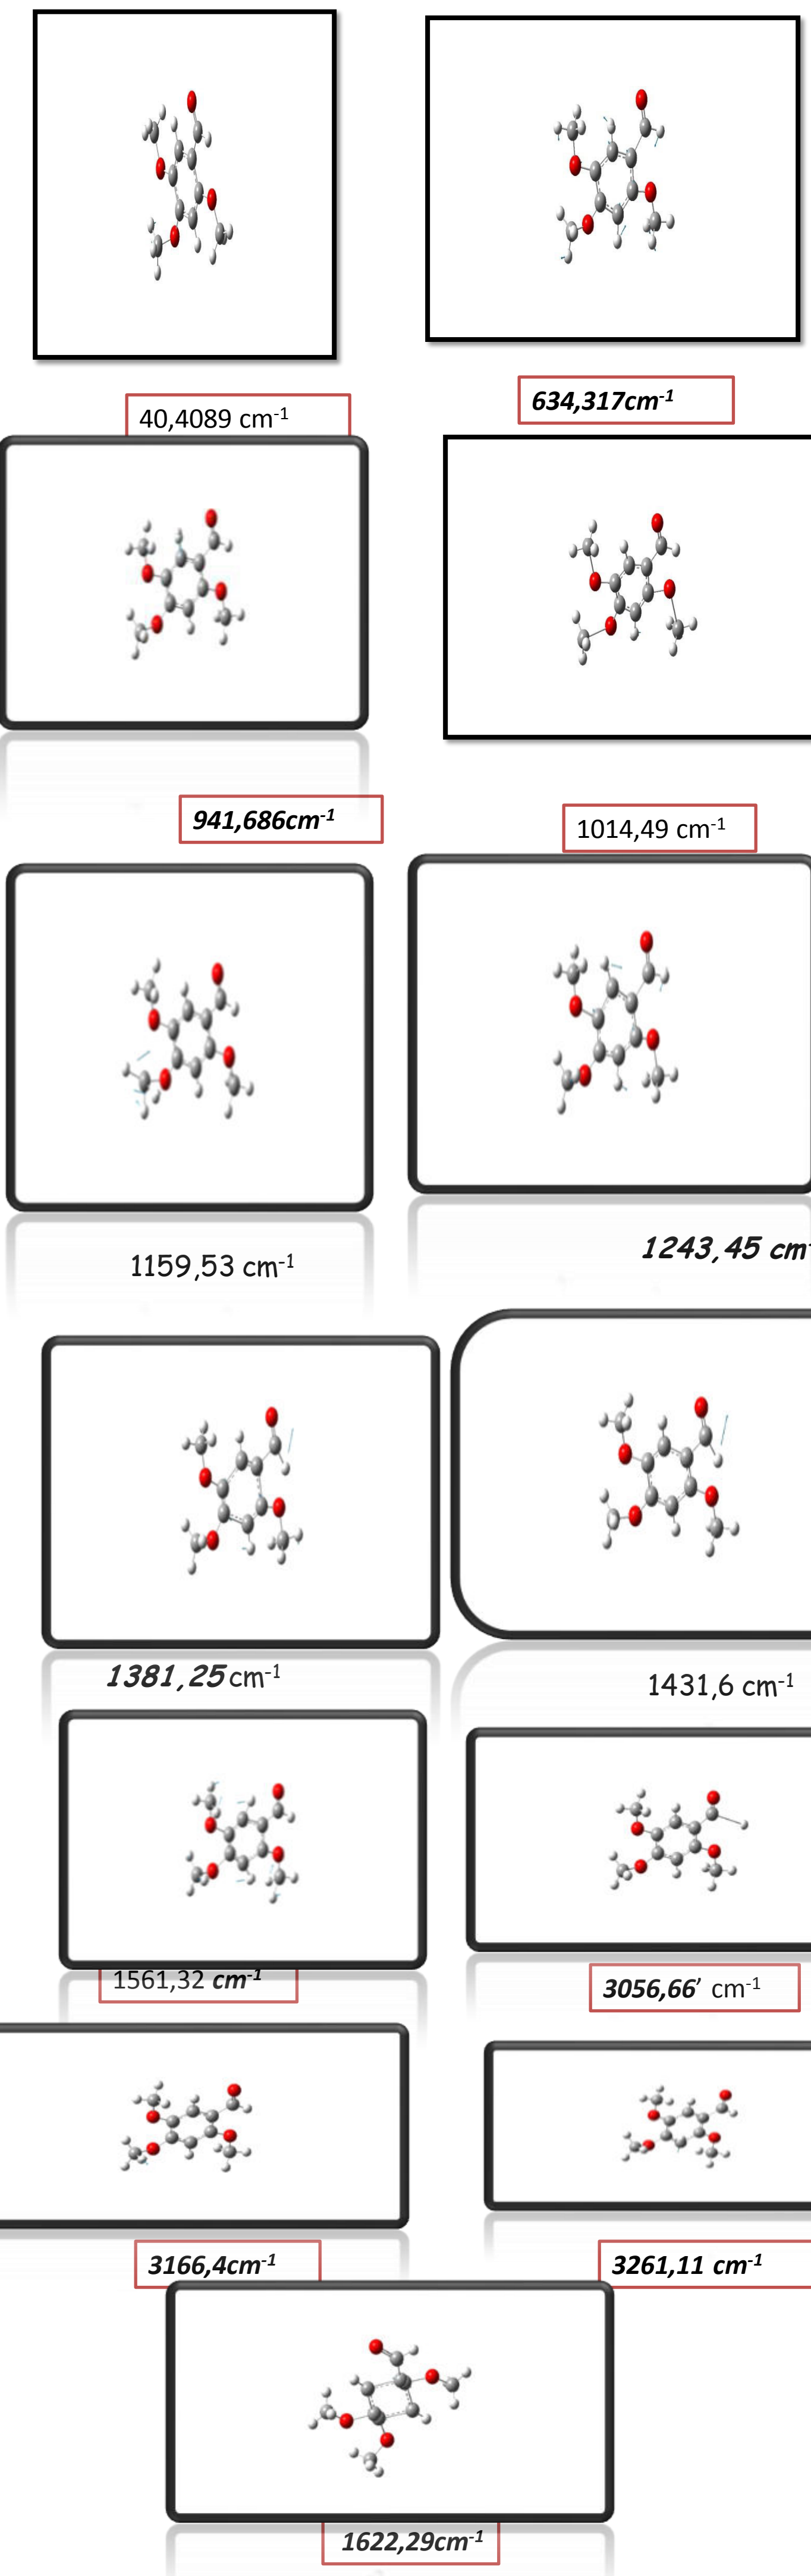 40,4089 cm-1
634,317cm-1
941,686cm-1
1014,49 cm-1
1159,53 cm-1
1243,45 cm-
1381,25 cm-1
1431,6 cm-1
1561,32 cm-1
3056,66’ cm-1
3166,4cm-1
3261,11 cm-1
1622,29cm-1